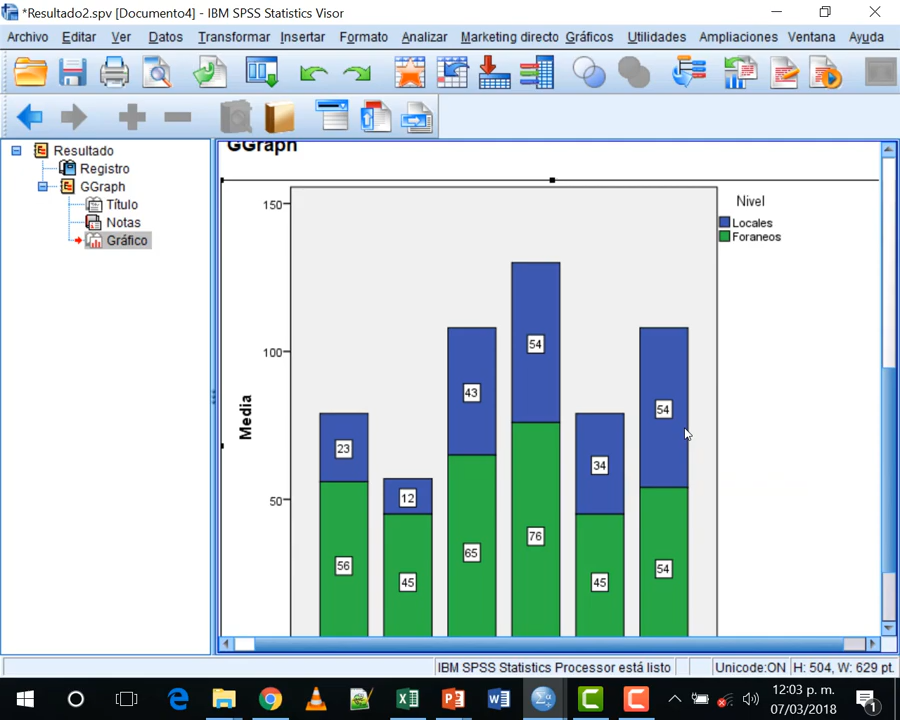 *Resultado2.spv [Documento4] - IBM SPSS Statistics Visor
Archivo Editar Ver Datos Transformar Insertar Formato Analizar Marketing directo Gráficos Utilidades Ampliaciones Ventana Ayuda
Resultado
Registro
GGraph
Título
Notas
Gráfico
GGraph
Nivel
Locales
Foraneos
150
100
50
Media
54
43
54
23
34
12
76
65
56
45
45
54
IBM SPSS Statistics Processor está listo Unicode:ON H: 504, W: 629 pt.
12:03 p. m.
07/03/2018
1